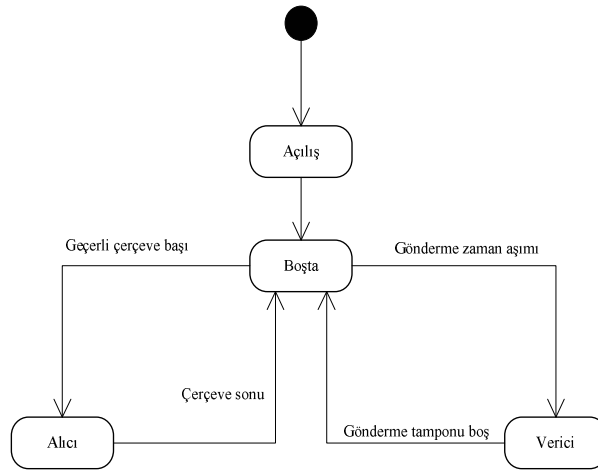 Açılış
Geçerli çerçeve başı
Boşta
Gönderme zaman aşımı
Çerçeve sonu
Gönderme tamponu boş
Alıcı
Verici